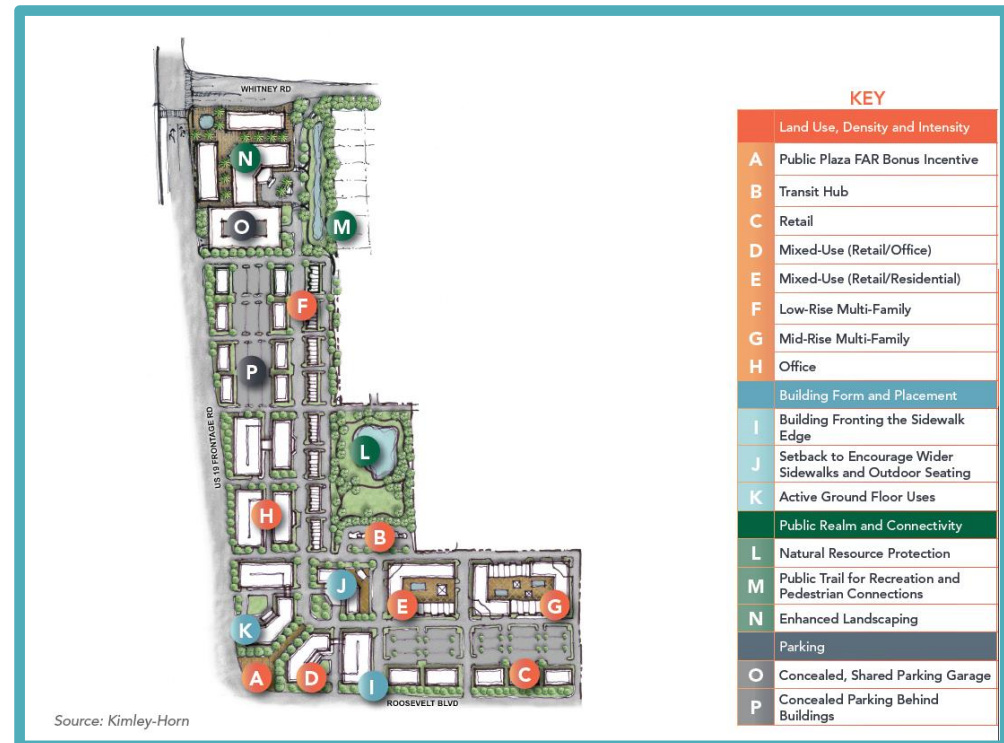 WHITNEY RD
N
O
M
F
P
US 19 FRONTAGE RD
L
H
B
J
E
G
K
A
D
I
C
ROOSEVELT BLVD
Source: Kimley-Horn
KEY
Land Use, Density and Intensity
A Public Plaza FAR Bonus Incentive
B Transit Hub
C Retail
D Mixed-Use (Retail/Office)
E Mixed-Use (Retail/Residential)
F Low-Rise Multi-Family
G Mid-Rise Multi-Family
H Office
Building Form and Placement
I Building Fronting the Sidewalk
Edge
J Setback to Encourage Wider
Sidewalks and Outdoor Seating
K Active Ground Floor Uses
Public Realm and Connectivity
L Natural Resource Protection
M Public Trail for Recreation and
Pedestrian Connections
N Enhanced Landscaping
Parking
O Concealed, Shared Parking Garage
P Concealed Parking Behind
Buildings